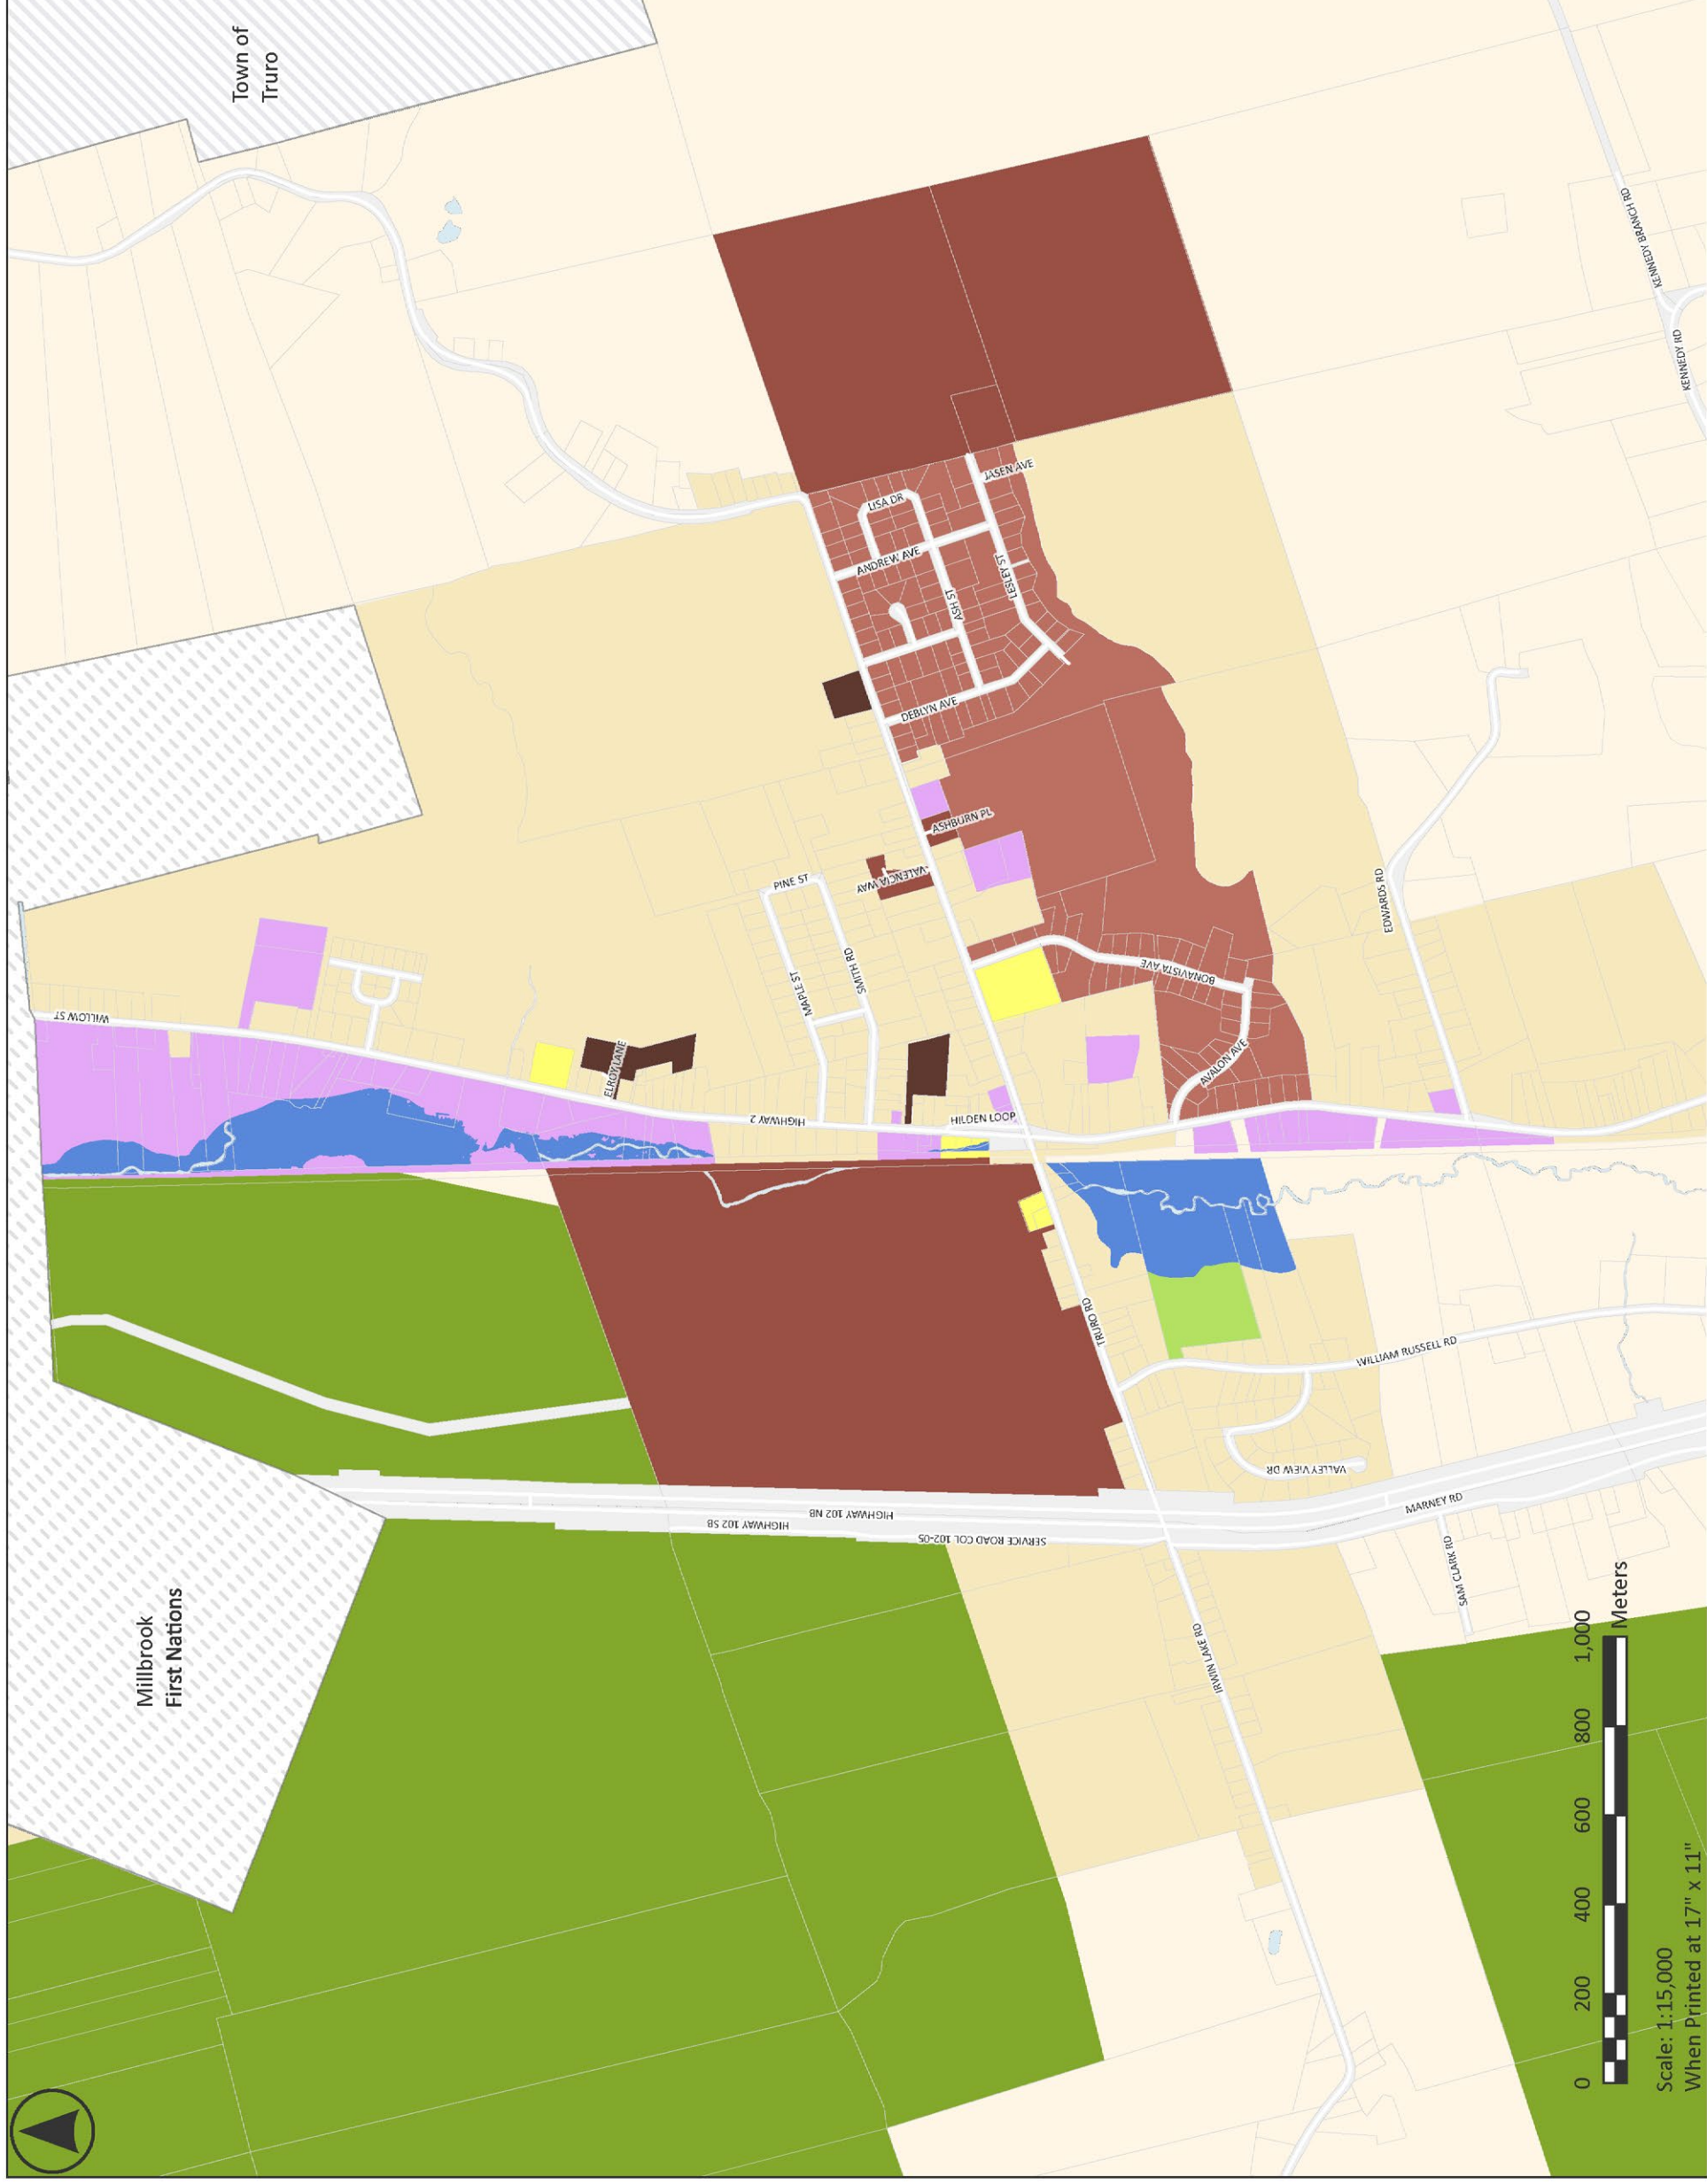 Town of
Truro
Millbrook
First Nations
WILLOW ST
ELROY LANE
HIGHWAY 2
PINE ST
MAPLE ST
SMITH RD
VALENCIA WAY
ASHBURN PL
LISA DR
ANDREW AVE
ASH ST
LESLEY ST
JASEN AVE
DEBLYN AVE
HILDEN LOOP
BONAVISTA AVE
AVALON AVE
EDWARDS RD
KENNEDY BRANCH RD
KENNEDY RD
TRURO RD
WILLIAM RUSSELL RD
VALLEYVIEW DR
HIGHWAY 102 NB
HIGHWAY 102 SB
SERVICE ROAD COL 102-05
MARNEY RD
SAM CLARK RD
IRWIN LAKE RD
0 200 400 600 800 1,000
Meters
Scale: 1:15,000
When Printed at 17" x 11"